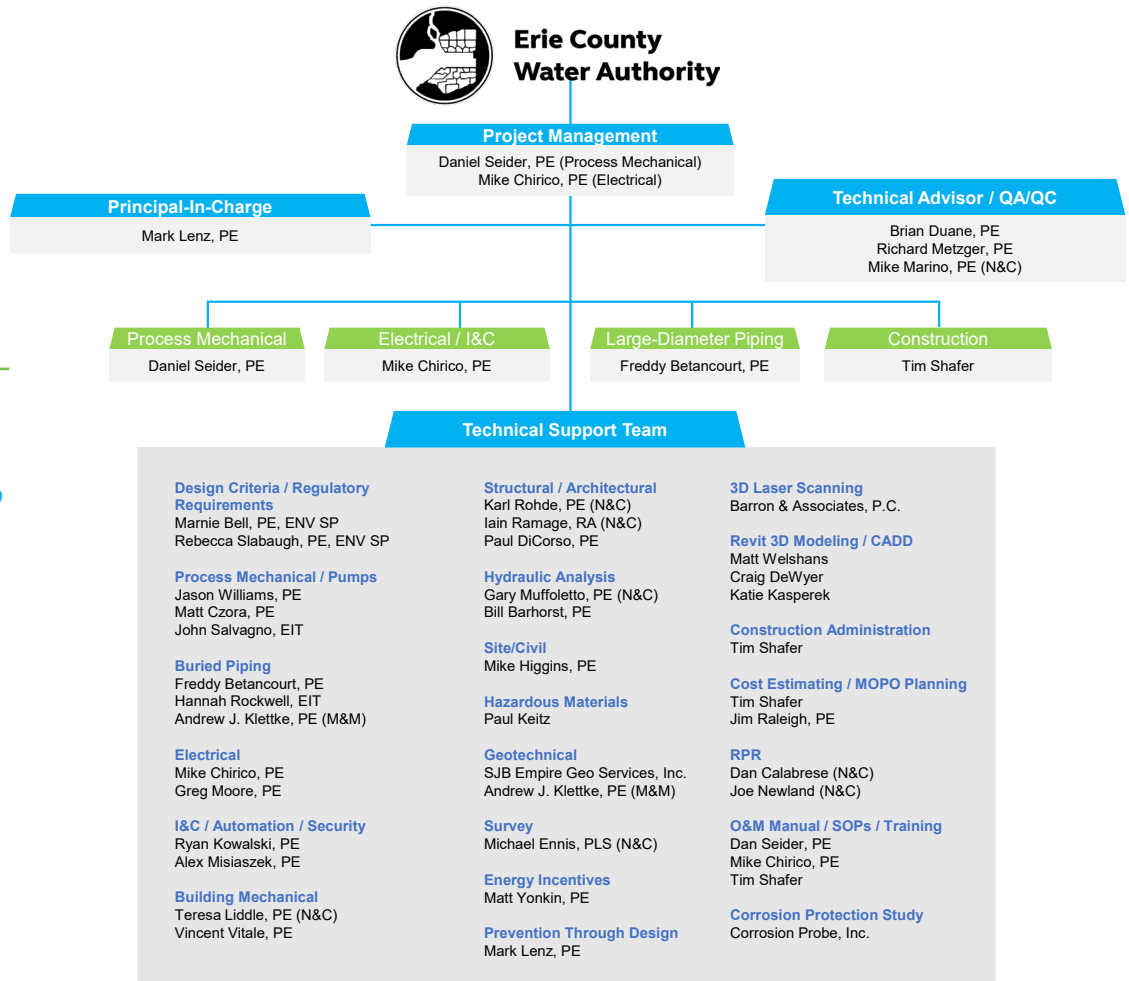 Erie County
Water Authority
Project Management
Daniel Seider, PE (Process Mechanical)
Mike Chirico, PE (Electrical)
Principal-In-Charge
Mark Lenz, PE
Technical Advisor / QA/QC
Brian Duane, PE
Richard Metzger, PE
Mike Marino, PE (N&C)
Process Mechanical
Daniel Seider, PE
Electrical / I&C
Mike Chirico, PE
Large-Diameter Piping
Freddy Betancourt, PE
Construction
Tim Shafer
Technical Support Team
Design Criteria / Regulatory
Requirements
Marnie Bell, PE, ENV SP
Rebecca Slabaugh, PE, ENV SP
Process Mechanical / Pumps
Jason Williams, PE
Matt Czora, PE
John Salvagno, EIT
Buried Piping
Freddy Betancourt, PE
Hannah Rockwell, EIT
Andrew J. Klettke, PE (M&M)
Electrical
Mike Chirico, PE
Greg Moore, PE
I&C / Automation / Security
Ryan Kowalski, PE
Alex Misiaszek, PE
Building Mechanical
Teresa Liddle, PE (N&C)
Vincent Vitale, PE
Structural / Architectural
Karl Rohde, PE (N&C)
Iain Ramage, RA (N&C)
Paul DiCorso, PE
Hydraulic Analysis
Gary Muffoletto, PE (N&C)
Bill Barhorst, PE
Site/Civil
Mike Higgins, PE
Hazardous Materials
Paul Keitz
Geotechnical
SJB Empire Geo Services, Inc.
Andrew J. Klettke, PE (M&M)
Survey
Michael Ennis, PLS (N&C)
Energy Incentives
Matt Yonkin, PE
Prevention Through Design
Mark Lenz, PE
3D Laser Scanning
Barron & Associates, P.C.
Revit 3D Modeling / CADD
Matt Welshans
Craig DeWyer
Katie Kasperek
Construction Administration
Tim Shafer
Cost Estimating / MOPO Planning
Tim Shafer
Jim Raleigh, PE
RPR
Dan Calabrese (N&C)
Joe Newland (N&C)
O&M Manual / SOPs / Training
Dan Seider, PE
Mike Chirico, PE
Tim Shafer
Corrosion Protection Study
Corrosion Probe, Inc.